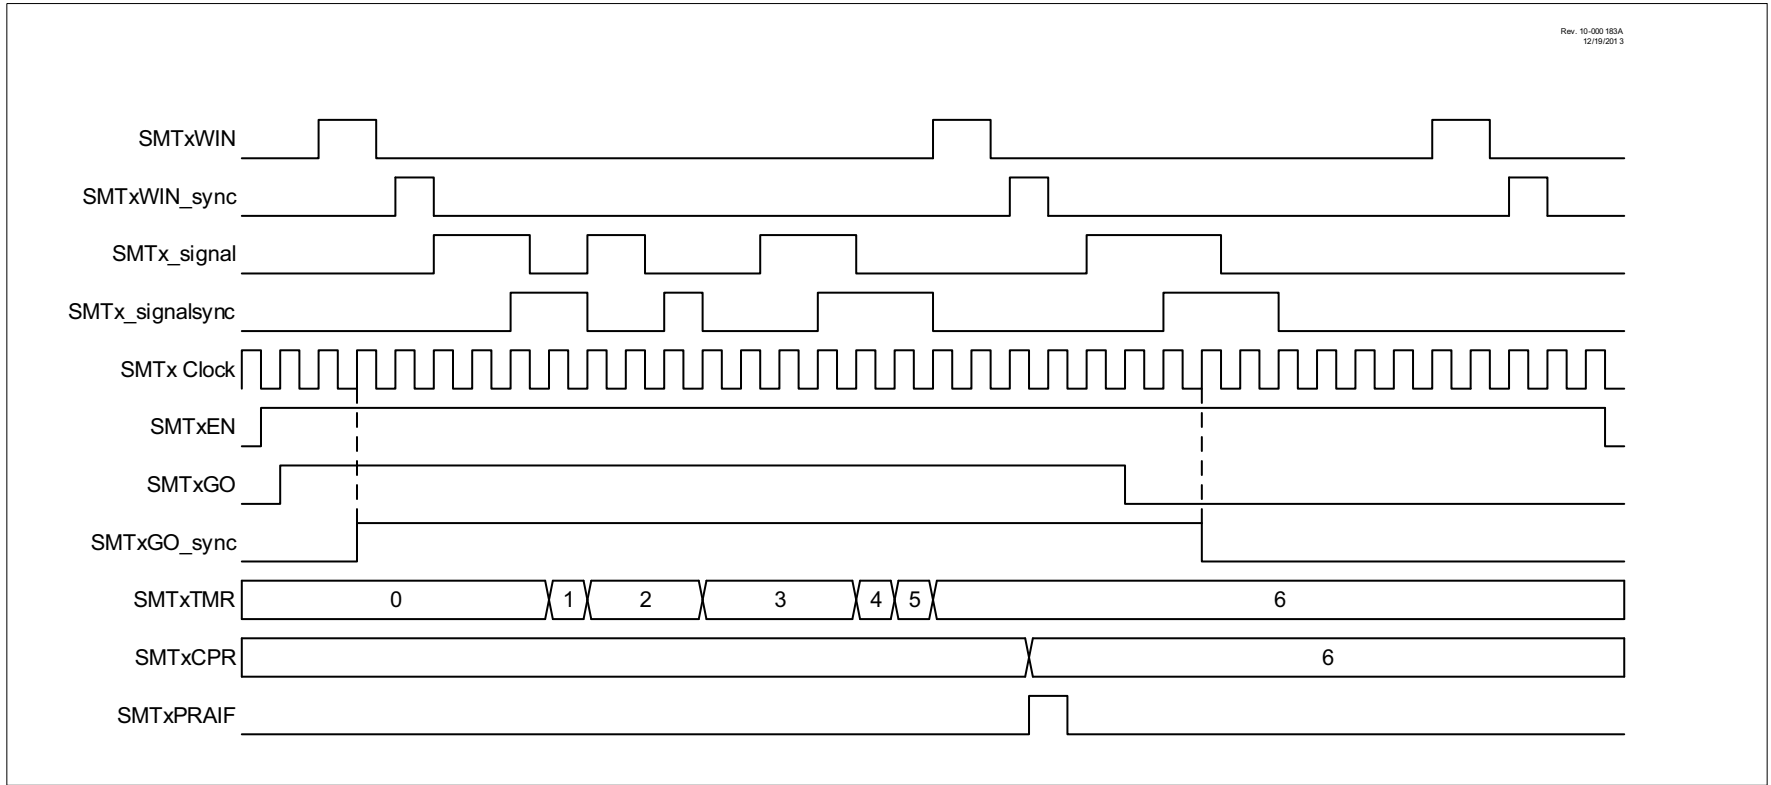 Rev. 10-000 183A
12/19/201 3
SMTxWIN
SMTxWIN_sync
SMTx_signal
SMTx_signalsync
SMTx Clock
SMTxEN
SMTxGO
SMTxGO_sync
SMTxTMR 0 1 2 3 4 5 6
SMTxCPR 6
SMTxPRAIF